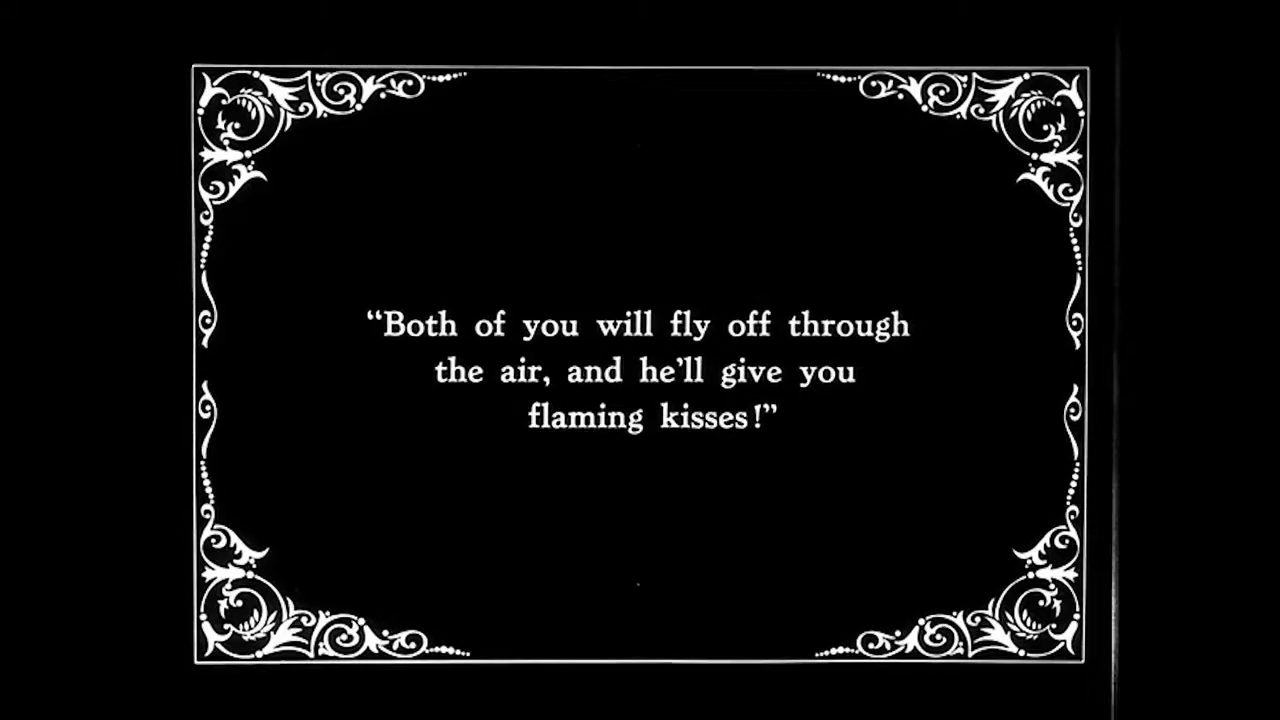 “Both of you will fly off through
the air, and he’ll give you
flaming kisses!”